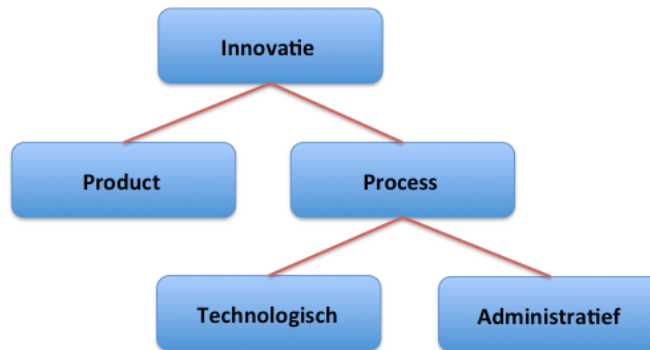 Innovatie
Product
Process
Technologisch
Administratief